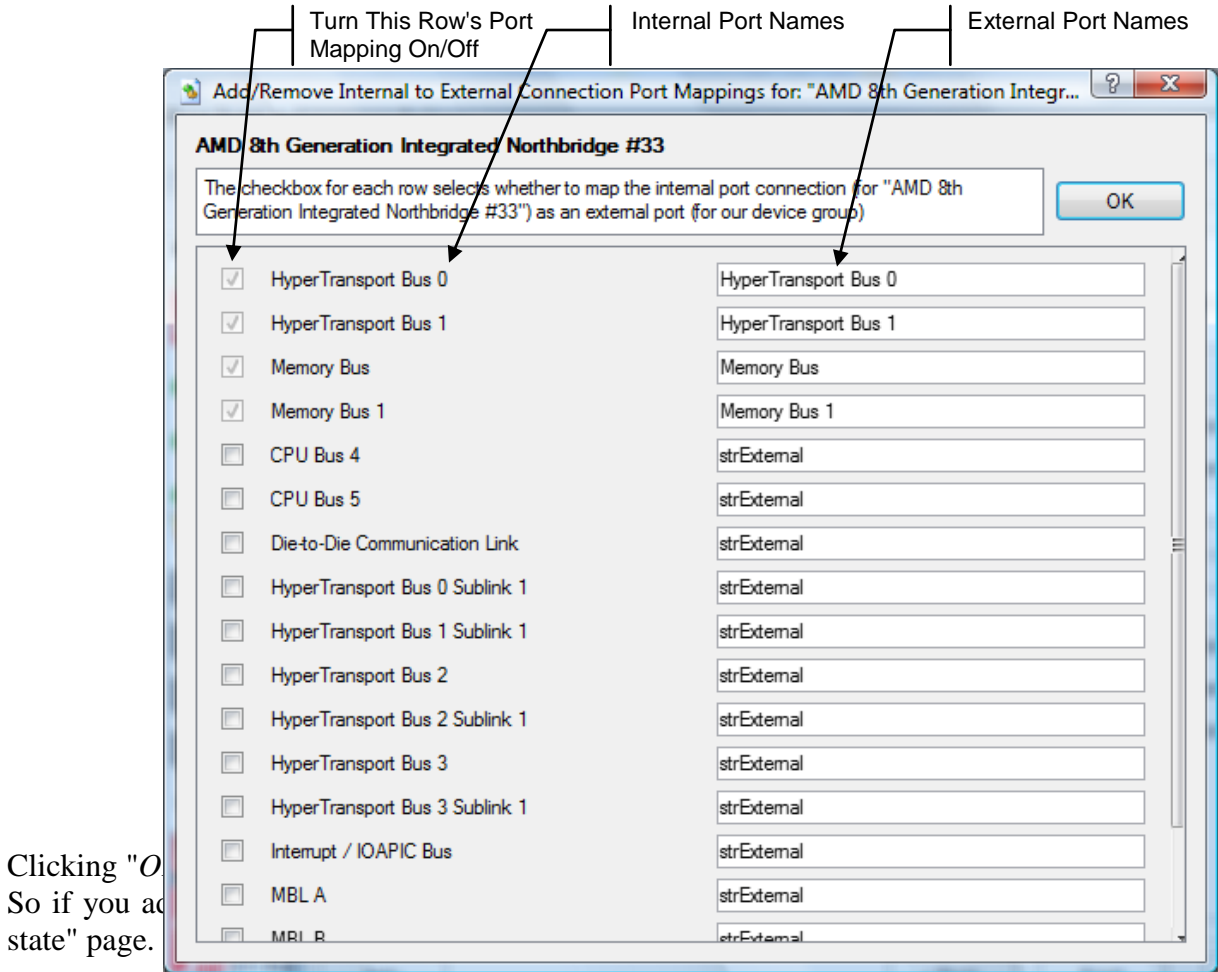 Turn This Row's Port
Mapping On/Off
Internal Port Names
External Port Names
Add/Remove Internal to External Connection Port Mappings for: "AMD 8th Generation Integr...
AMD 8th Generation Integrated Northbridge #33
The checkbox for each row selects whether to map the internal port connection (for "AMD 8th
Generation Integrated Northbridge #33") as an external port (for our device group)
OK
HyperTransport Bus 0 HyperTransport Bus 0
HyperTransport Bus 1 HyperTransport Bus 1
Memory Bus Memory Bus
Memory Bus 1 Memory Bus 1
CPU Bus 4 strExternal
CPU Bus 5 strExternal
Die-to-Die Communication Link strExternal
HyperTransport Bus 0 Sublink 1 strExternal
HyperTransport Bus 1 Sublink 1 strExternal
HyperTransport Bus 2 strExternal
HyperTransport Bus 2 Sublink 1 strExternal
HyperTransport Bus 3 strExternal
HyperTransport Bus 3 Sublink 1 strExternal
Interrupt / IOAPIC Bus strExternal
MBL A strExternal
MBL B strExternal
Clicking "O
So if you
state" page.